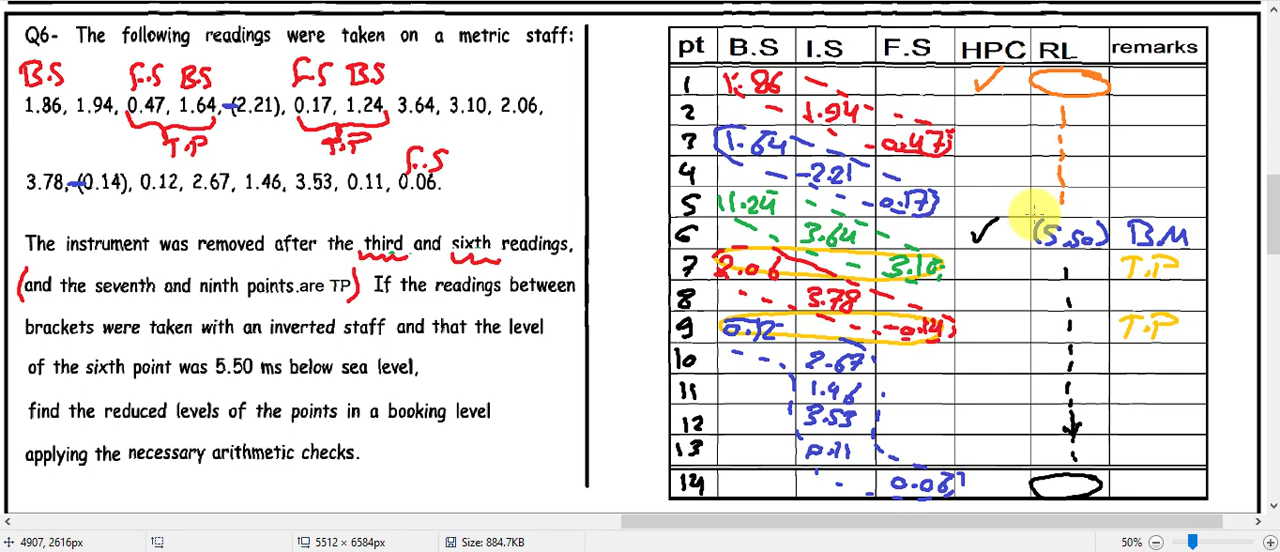 Q6- The following readings were taken on a metric staff:
B.S F.S B.S F.S B.S
1.86, 1.94, 0.47, 1.64, -(2.21), 0.17, 1.24, 3.64, 3.10, 2.06,
T.P T.P
F.S
3.78, -(0.14), 0.12, 2.67, 1.46, 3.53, 0.11, 0.06.
The instrument was removed after the third and sixth readings,
(and the seventh and ninth points.are TP) If the readings between
brackets were taken with an inverted staff and that the level
of the sixth point was 5.50 ms below sea level,
find the reduced levels of the points in a booking level
applying the necessary arithmetic checks.
pt B.S I.S F.S HPC RL remarks
1 1.86 ✓
2 1.94
3 1.64 0.47
4 -2.21
5 1.24 0.17
6 3.64 ✓ (5.50) B.M
7 2.06 3.10 T.P
8 3.78
9 0.12 -0.14 T.P
10 2.67
11 1.46
12 3.53
13 0.11
14 0.06
4907, 2616px 5512 × 6584px Size: 884.7KB 50%